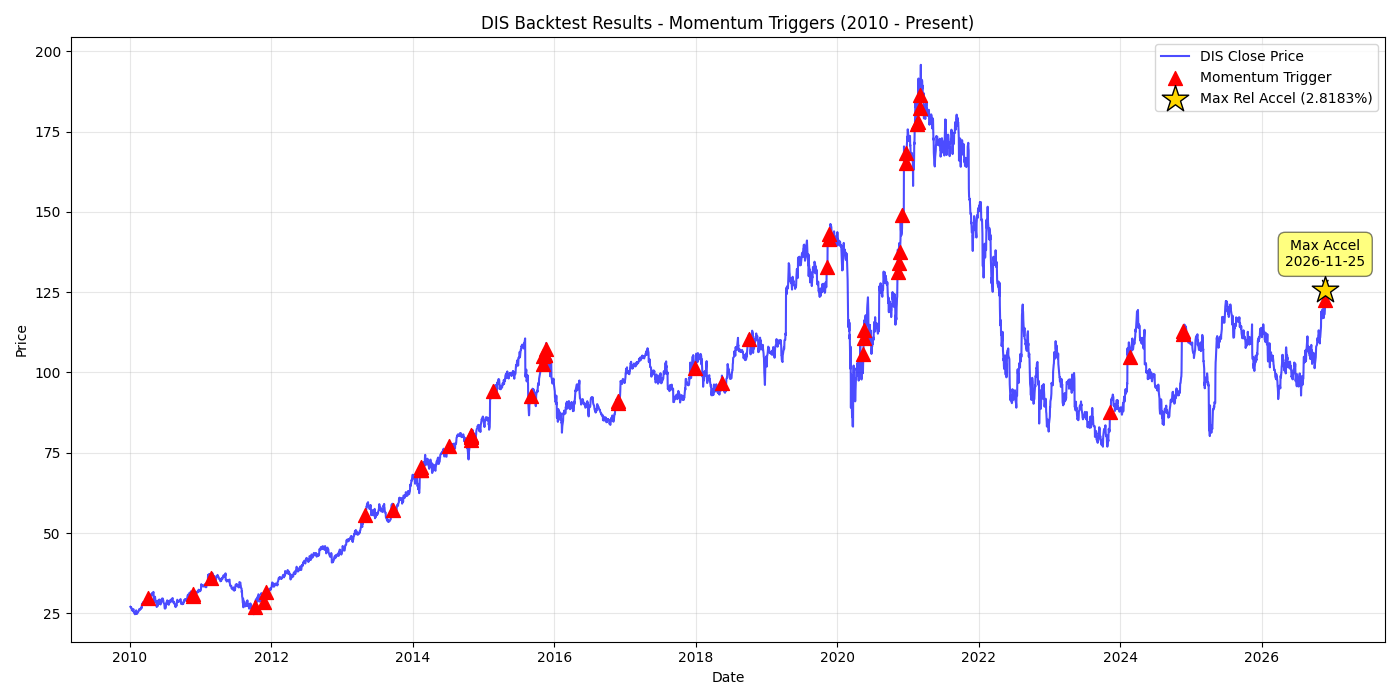 DIS Backtest Results - Momentum Triggers (2010 - Present)
DIS Close Price
Momentum Trigger
Max Rel Accel (2.8183%)
Max Accel
2026-11-25
Price
200
175
150
125
100
75
50
25
2010
2012
2014
2016
2018
2020
2022
2024
2026
Date